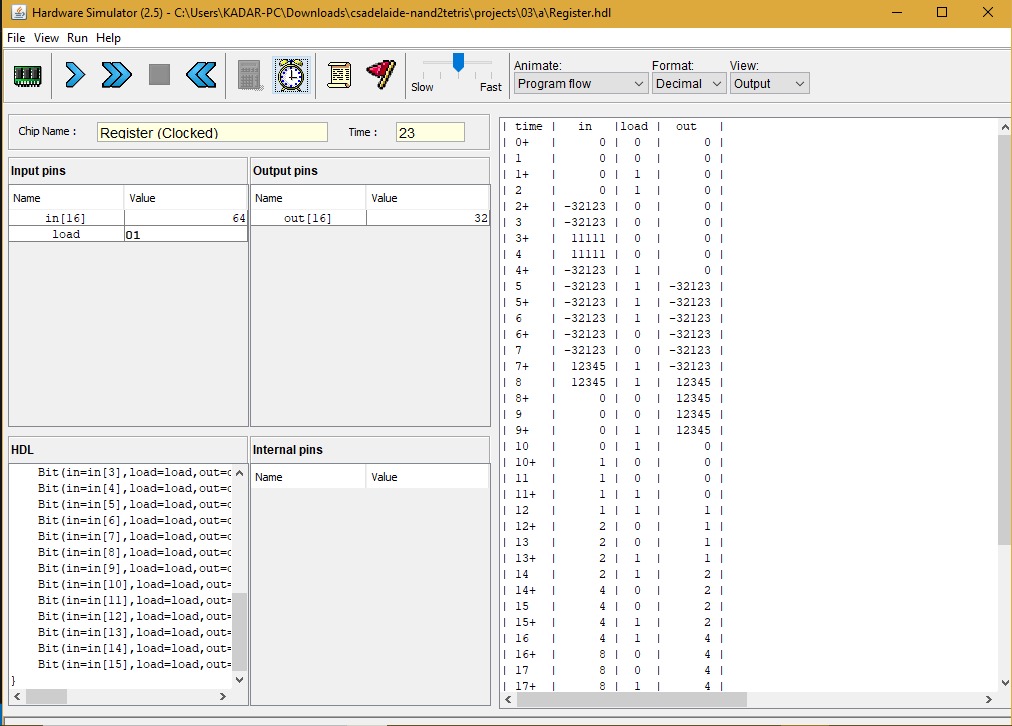 Hardware Simulator (2.5) - C:\Users\KADAR-PC\Downloads\csadelaide-nand2tetris\projects\03\a\Register.hdl
File View Run Help
Slow Fast
Animate: Format: View:
Program flow Decimal Output
Chip Name : Register (Clocked) Time : 23
Input pins
Name Value
in[16] 64
load 01
Output pins
Name Value
out[16] 32
HDL
Bit(in=in[3],load=load,out=
Bit(in=in[4],load=load,out=
Bit(in=in[5],load=load,out=
Bit(in=in[6],load=load,out=
Bit(in=in[7],load=load,out=
Bit(in=in[8],load=load,out=
Bit(in=in[9],load=load,out=
Bit(in=in[10],load=load,out=
Bit(in=in[11],load=load,out=
Bit(in=in[12],load=load,out=
Bit(in=in[13],load=load,out=
Bit(in=in[14],load=load,out=
Bit(in=in[15],load=load,out=
}
Internal pins
Name Value
| time | in |load | out |
| 0+ | 0 | 0 | 0 |
| 1 | 0 | 0 | 0 |
| 1+ | 0 | 1 | 0 |
| 2 | 0 | 1 | 0 |
| 2+ | -32123 | 0 | 0 |
| 3 | -32123 | 0 | 0 |
| 3+ | 11111 | 0 | 0 |
| 4 | 11111 | 0 | 0 |
| 4+ | -32123 | 1 | 0 |
| 5 | -32123 | 1 | -32123 |
| 5+ | -32123 | 1 | -32123 |
| 6 | -32123 | 1 | -32123 |
| 6+ | -32123 | 0 | -32123 |
| 7 | -32123 | 0 | -32123 |
| 7+ | 12345 | 1 | -32123 |
| 8 | 12345 | 1 | 12345 |
| 8+ | 0 | 0 | 12345 |
| 9 | 0 | 0 | 12345 |
| 9+ | 0 | 1 | 12345 |
| 10 | 0 | 1 | 0 |
| 10+ | 1 | 0 | 0 |
| 11 | 1 | 0 | 0 |
| 11+ | 1 | 1 | 0 |
| 12 | 1 | 1 | 1 |
| 12+ | 2 | 0 | 1 |
| 13 | 2 | 0 | 1 |
| 13+ | 2 | 1 | 1 |
| 14 | 2 | 1 | 2 |
| 14+ | 4 | 0 | 2 |
| 15 | 4 | 0 | 2 |
| 15+ | 4 | 1 | 2 |
| 16 | 4 | 1 | 4 |
| 16+ | 8 | 0 | 4 |
| 17 | 8 | 0 | 4 |
| 17+ | 8 | 1 | 4 |